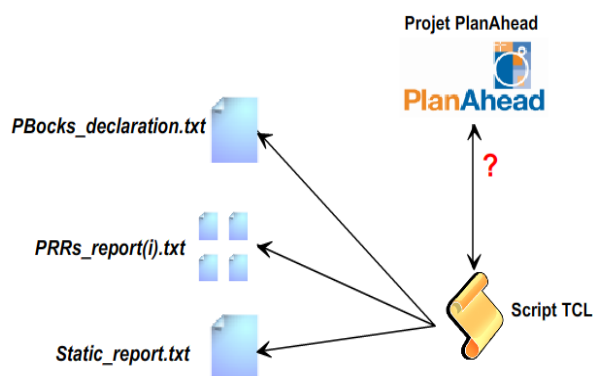 Projet PlanAhead
PlanAhead
PBocks_declaration.txt
?
PRRs_report(i).txt
Script TCL
Static_report.txt